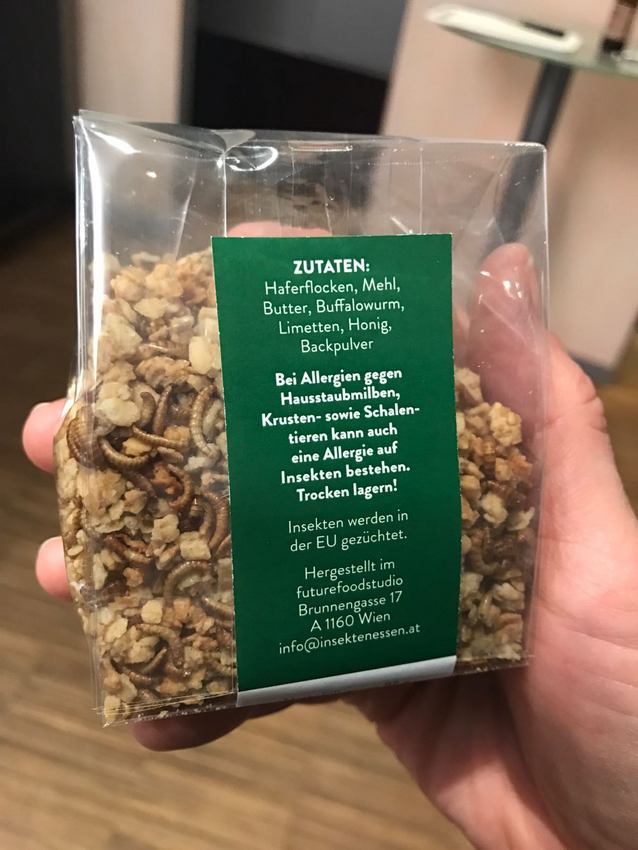 ZUTATEN:
Haferflocken, Mehl,
Butter, Buffalowurm,
Limetten, Honig,
Backpulver
Bei Allergien gegen
Hausstaubmilben,
Krusten- sowie Schalen-
tieren kann auch
eine Allergie auf
Insekten bestehen.
Trocken lagern!
Insekten werden in
der EU gezüchtet.
Hergestellt im
futurefoodstudio
Brunnengasse 17
A 1160 Wien
info@insektenessen.at